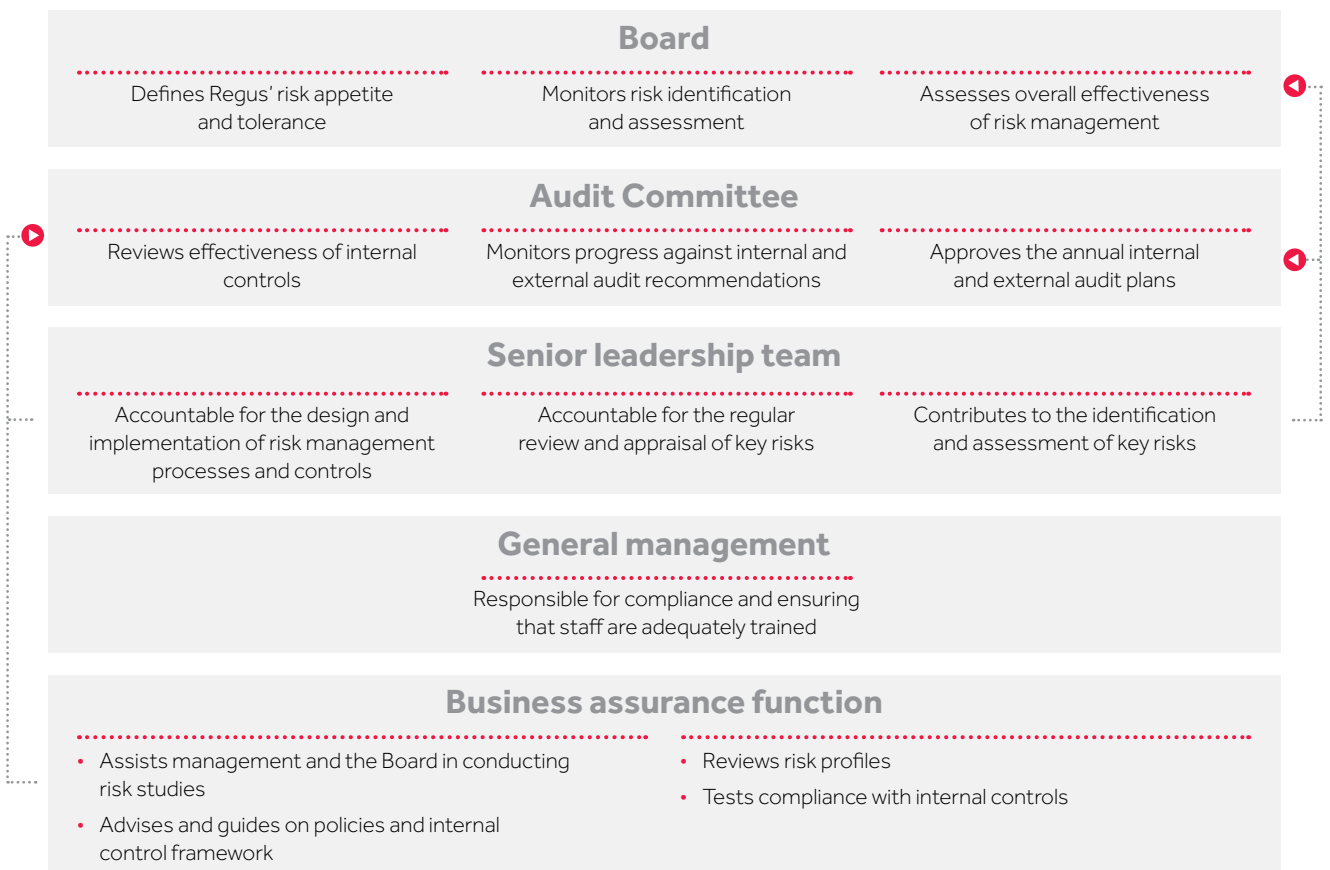 Board
Defines Regus’ risk appetite
and tolerance
Monitors risk identification
and assessment
Assesses overall effectiveness
of risk management
Audit Committee
Reviews effectiveness of internal
controls
Monitors progress against internal and
external audit recommendations
Approves the annual internal
and external audit plans
Senior leadership team
Accountable for the design and
implementation of risk management
processes and controls
Accountable for the regular
review and appraisal of key risks
Contributes to the identification
and assessment of key risks
General management
Responsible for compliance and ensuring
that staff are adequately trained
Business assurance function
• Assists management and the Board in conducting
risk studies
• Advises and guides on policies and internal
control framework
• Reviews risk profiles
• Tests compliance with internal controls